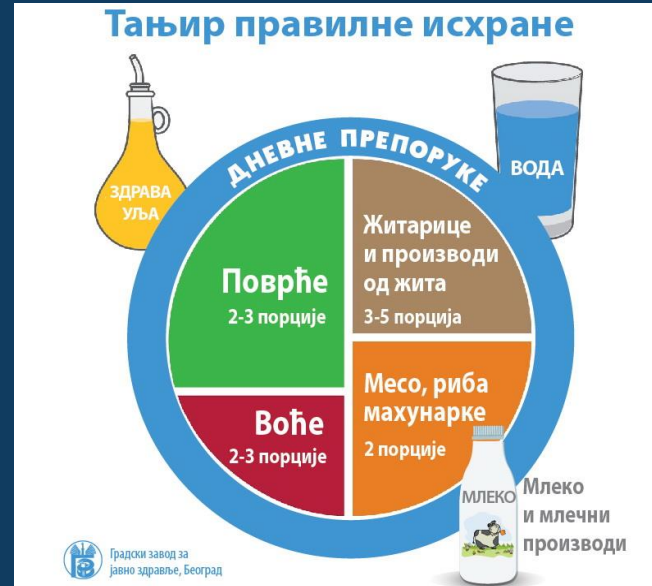 Тањир правилне исхране
ЗДРАВА
УЉА
ДНЕВНЕ ПРЕПОРУКЕ
ВОДА
Поврће
2-3 порције
Житарице
и производи
од жита
3-5 порција
Воће
2-3 порције
Месо, риба
махунарке
2 порције
МЛЕКО
Млеко
и млечни
производи
Градски завод за
јавно здравље, Београд